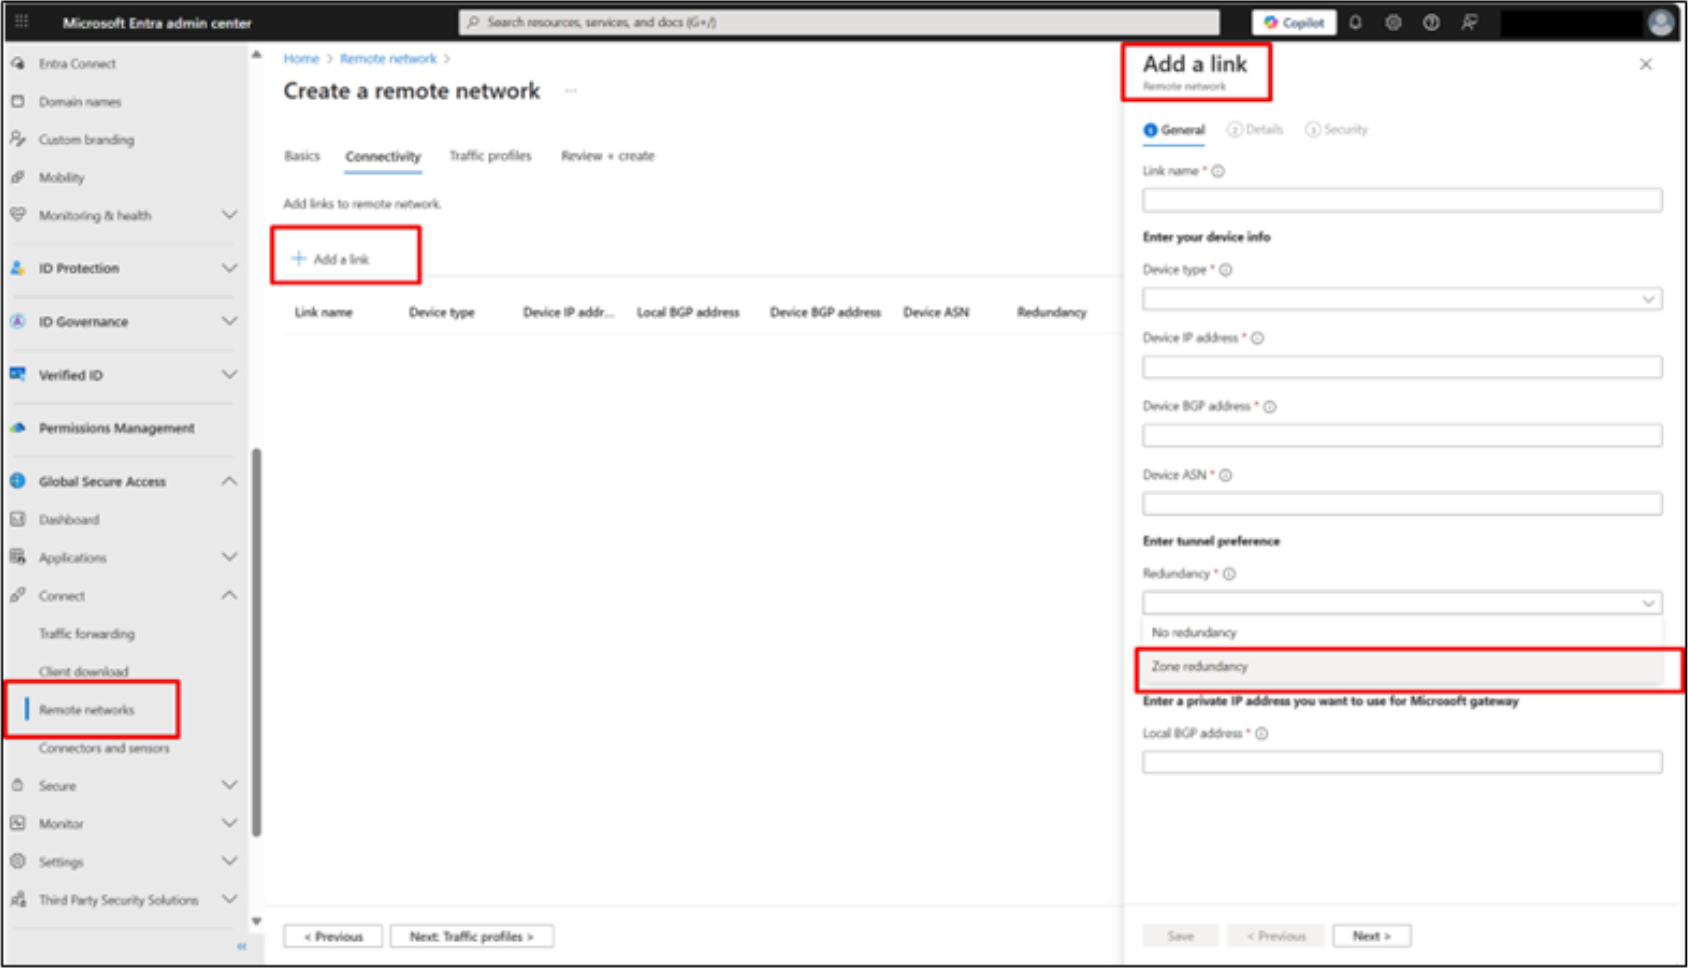 Microsoft Entra admin center
Search resources, services, and docs (G+/)
Copilot
Entra Connect
Domain names
Custom branding
Mobility
Monitoring & health
ID Protection
ID Governance
Verified ID
Permissions Management
Global Secure Access
Dashboard
Applications
Connect
Traffic forwarding
Client download
Remote networks
Connectors and sensors
Secure
Monitor
Settings
Third Party Security Solutions
Home > Remote network >
Create a remote network ...
Basics Connectivity Traffic profiles Review + create
Add links to remote network.
+ Add a link
Link name Device type Device IP addr... Local BGP address Device BGP address Device ASN Redundancy
< Previous Next: Traffic profiles >
Add a link
Remote network
1 General 2 Details 3 Security
Link name *
Enter your device info
Device type *
Device IP address *
Device BGP address *
Device ASN *
Enter tunnel preference
Redundancy *
No redundancy
Zone redundancy
Enter a private IP address you want to use for Microsoft gateway
Local BGP address *
Save < Previous Next >